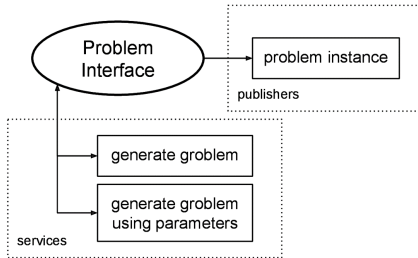 Problem
Interface
problem instance
publishers
generate groblem
generate groblem
using parameters
services